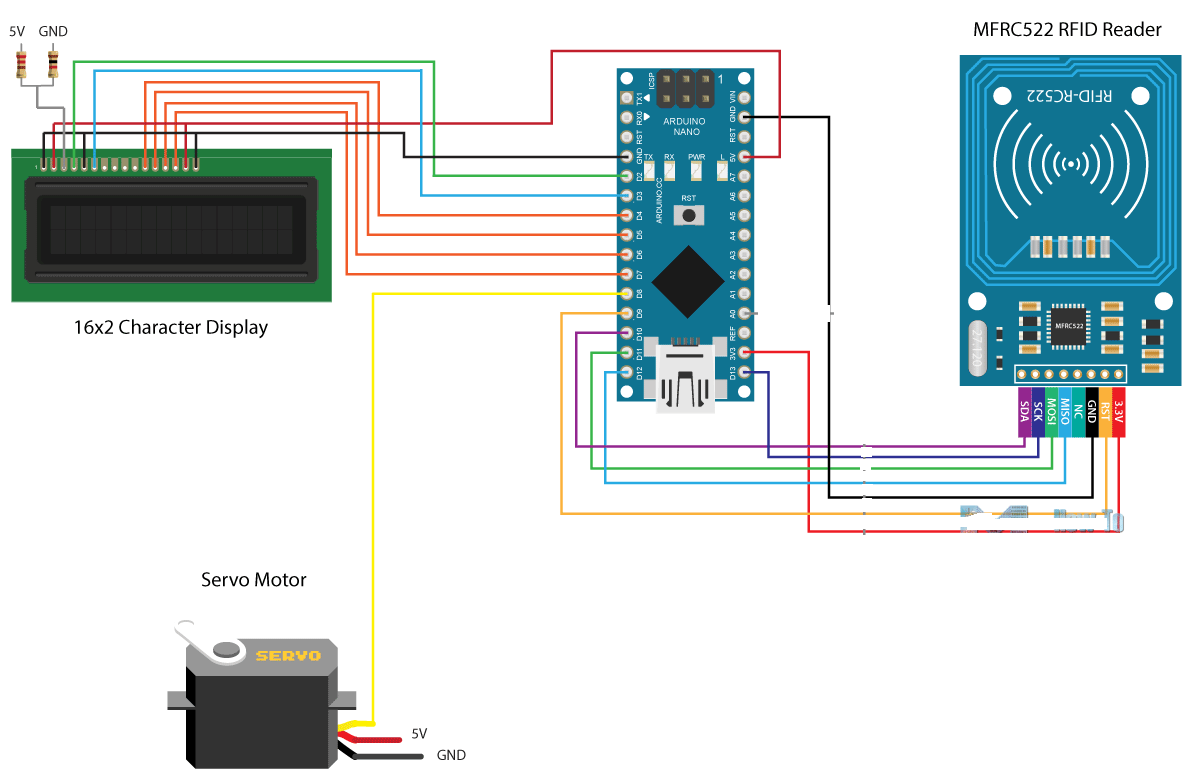 5V GND
MFRC522 RFID Reader
16x2 Character Display
1
ICSP
1
ARDUINO
NANO
TX RX PWR L
ARDUINO.CC
RST
TX1
RX0
RST
GND
D2
D3
D4
D5
D6
D7
D8
D9
D10
D11
D12
VIN
GND
RST
5V
A7
A6
A5
A4
A3
A2
A1
A0
REF
3V3
D13
RFID-RC522
MFRC522
27.120
SDA
SCK
MOSI
MISO
NC
GND
RST
3.3V
Servo Motor
SERVO
5V
GND